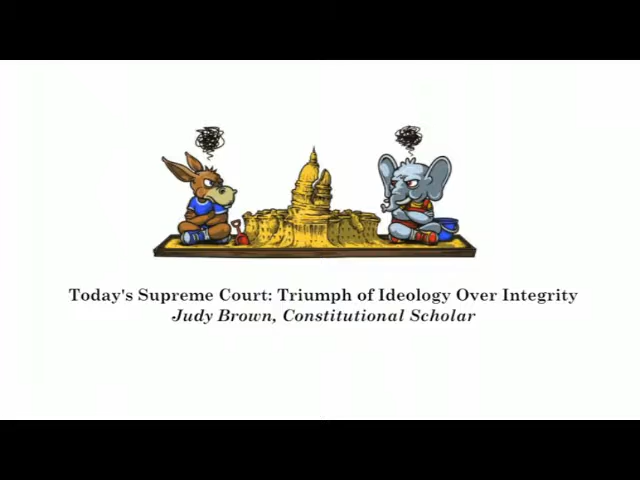 Today's Supreme Court: Triumph of Ideology Over Integrity
Judy Brown, Constitutional Scholar